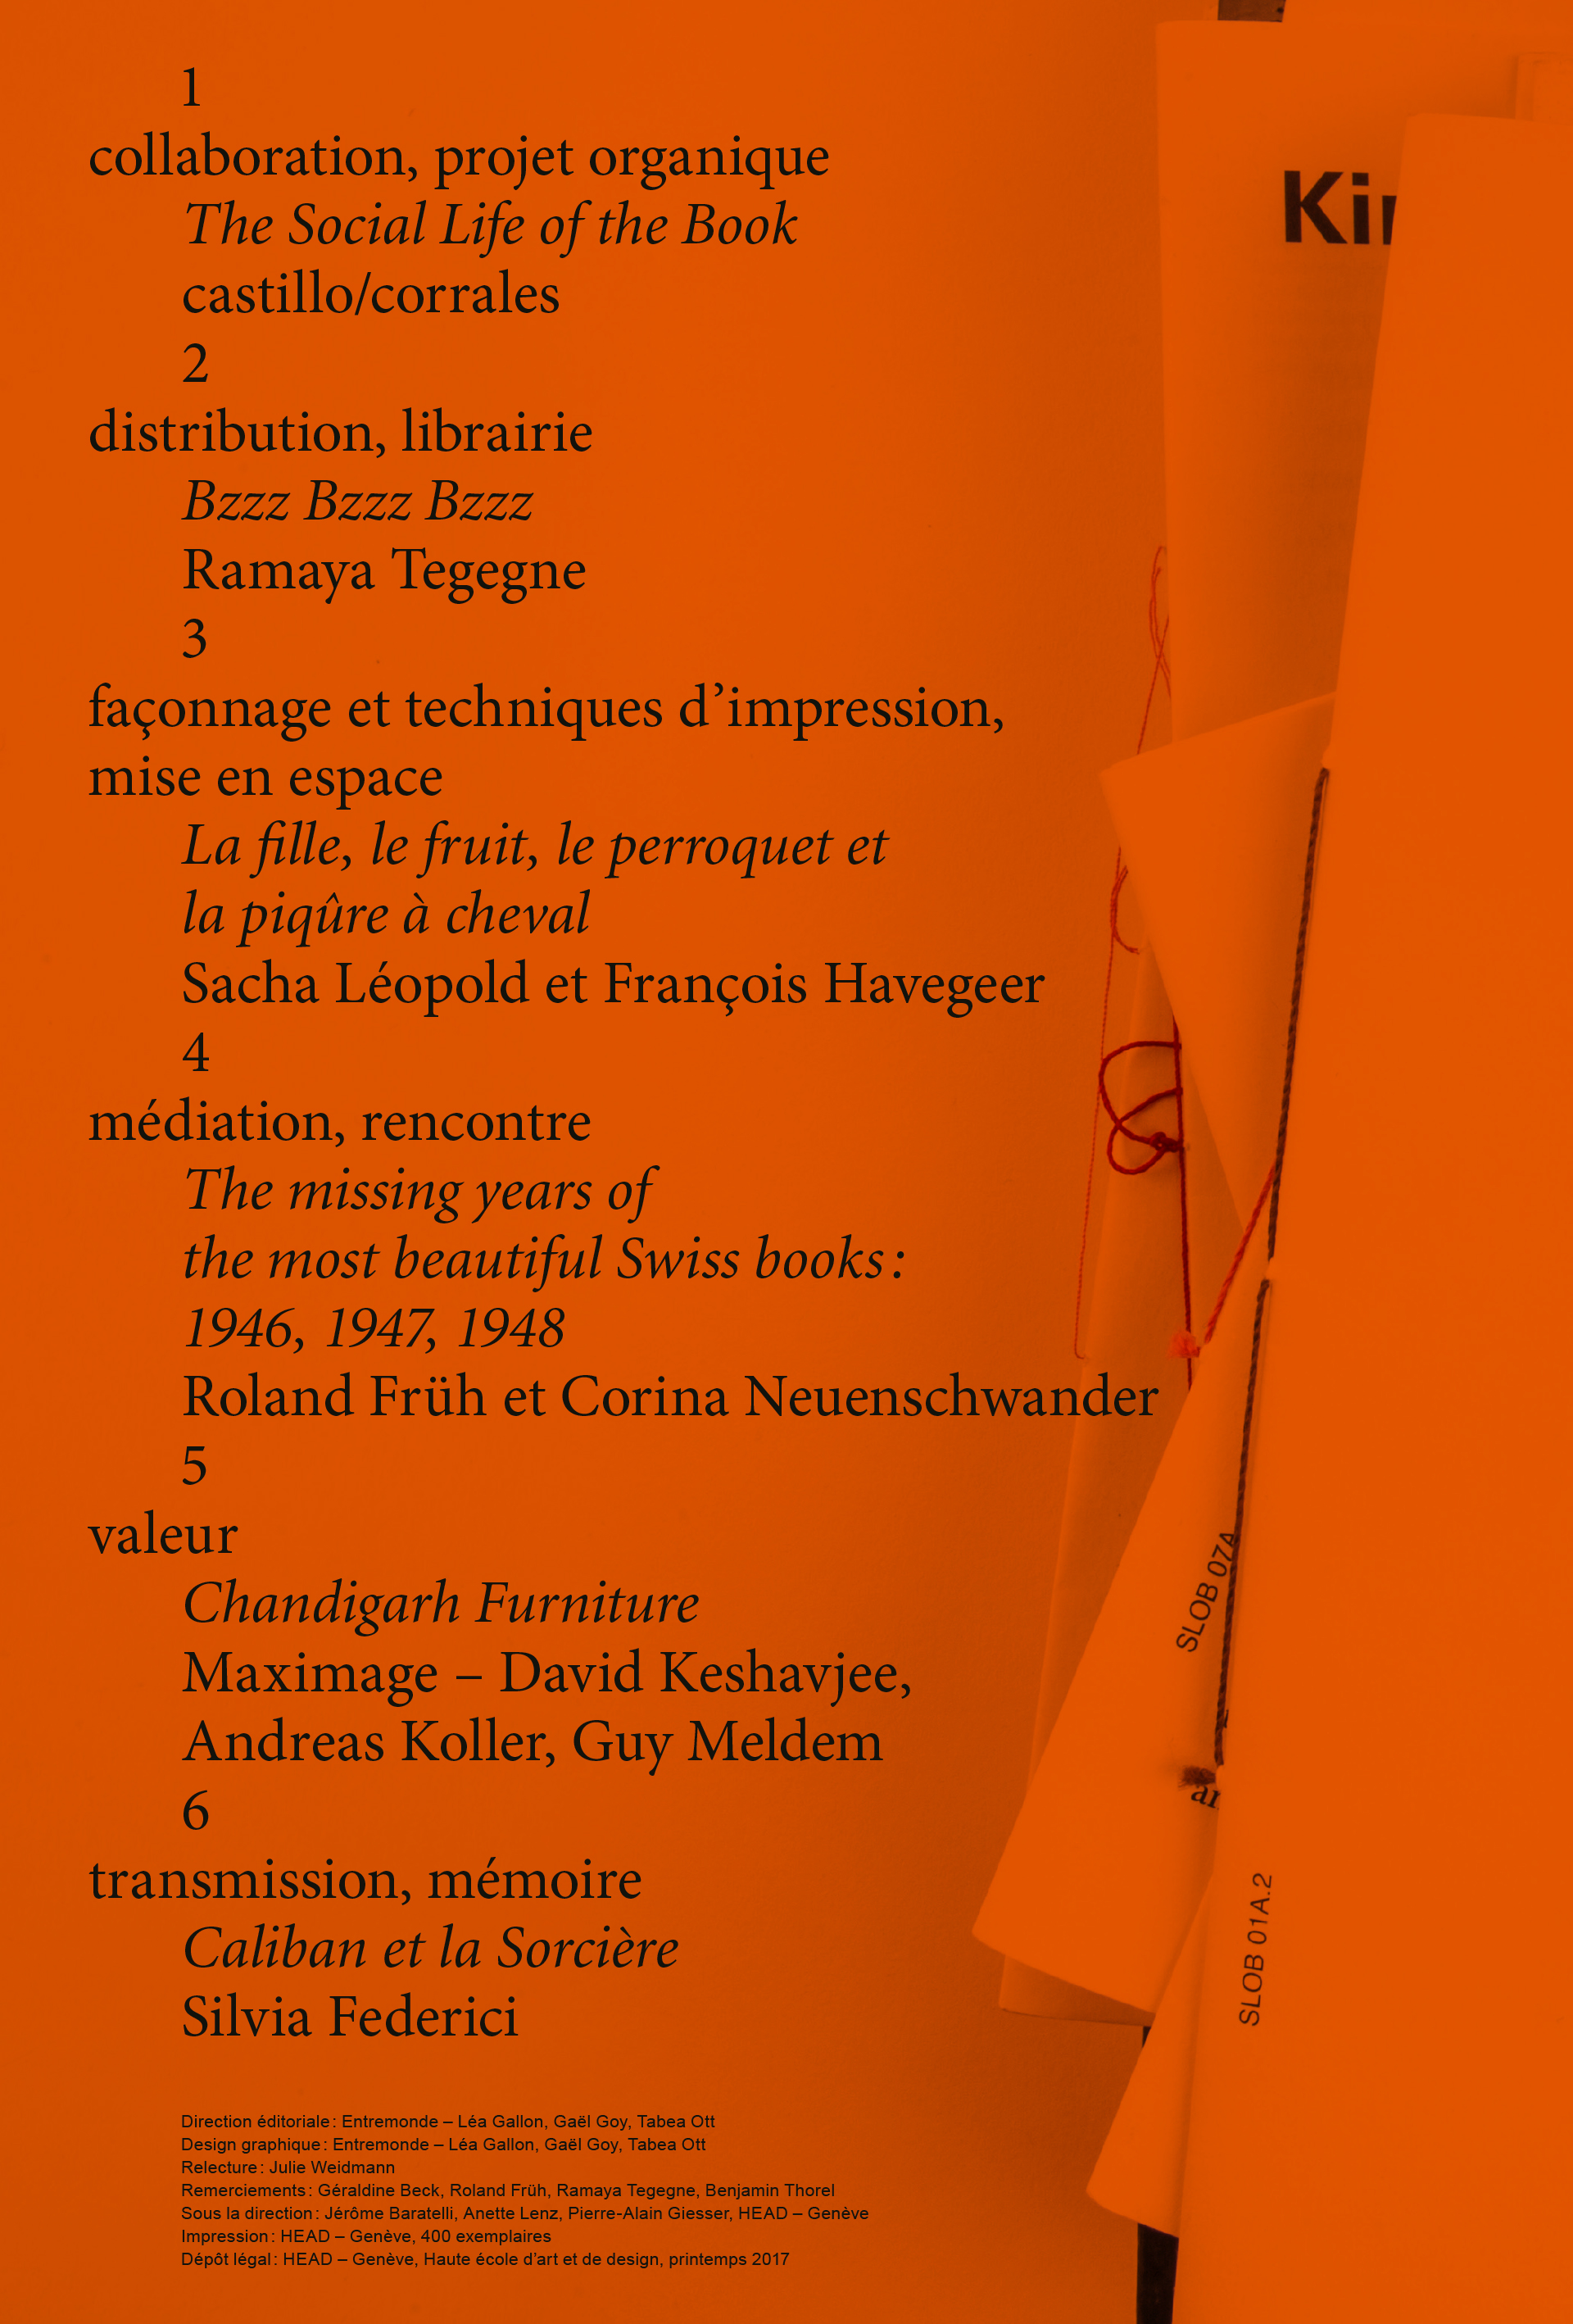 1
collaboration, projet organique
The Social Life of the Book
castillo/corrales
2
distribution, librairie
Bzzz Bzzz Bzzz
Ramaya Tegegne
3
façonnage et techniques d’impression,
mise en espace
La fille, le fruit, le perroquet et
la piqûre à cheval
Sacha Léopold et François Havegeer
4
médiation, rencontre
The missing years of
the most beautiful Swiss books :
1946, 1947, 1948
Roland Früh et Corina Neuenschwander
5
valeur
Chandigarh Furniture
Maximage – David Keshavjee,
Andreas Koller, Guy Meldem
6
transmission, mémoire
Caliban et la Sorcière
Silvia Federici
Direction éditoriale : Entremonde – Léa Gallon, Gaël Goy, Tabea Ott
Design graphique : Entremonde – Léa Gallon, Gaël Goy, Tabea Ott
Relecture : Julie Weidmann
Remerciements : Géraldine Beck, Roland Früh, Ramaya Tegegne, Benjamin Thorel
Sous la direction : Jérôme Baratelli, Anette Lenz, Pierre-Alain Giesser, HEAD – Genève
Impression : HEAD – Genève, 400 exemplaires
Dépôt légal : HEAD – Genève, Haute école d’art et de design, printemps 2017
SLOB 07A
SLOB 01A.2